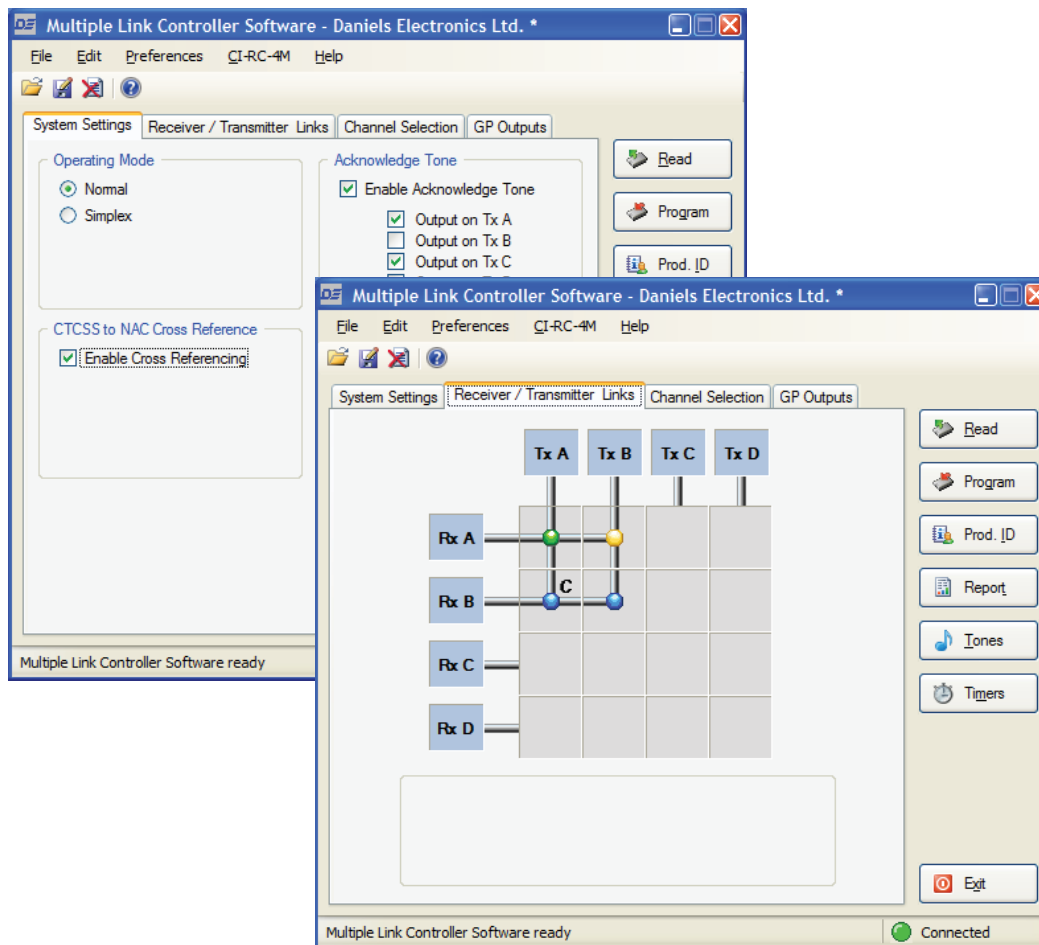 DE Multiple Link Controller Software - Daniels Electronics Ltd. *
File Edit Preferences CI-RC-4M Help
System Settings Receiver / Transmitter Links Channel Selection GP Outputs
Operating Mode
Normal
Simplex
Acknowledge Tone
Enable Acknowledge Tone
Output on Tx A
Output on Tx B
Output on Tx C
CTCSS to NAC Cross Reference
Enable Cross Referencing
Read
Program
Prod. ID
Multiple Link Controller Software ready
DE Multiple Link Controller Software - Daniels Electronics Ltd. *
File Edit Preferences CI-RC-4M Help
System Settings Receiver / Transmitter Links Channel Selection GP Outputs
Tx A Tx B Tx C Tx D
Rx A
C
Rx B
Rx C
Rx D
Read
Program
Prod. ID
Report
Tones
Timers
Exit
Multiple Link Controller Software ready
Connected